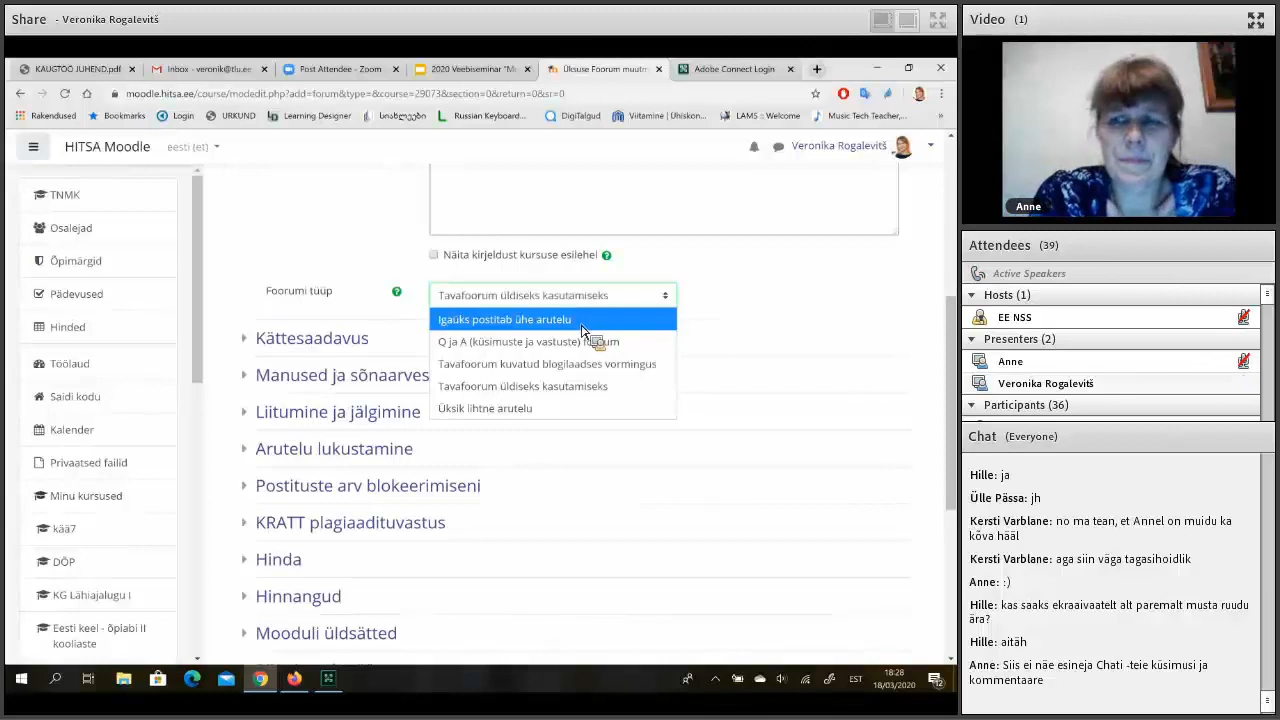 Share - Veronika Rogalevitš
KAUGTÖÖ JUHEND.pdf
Inbox - veronik@tlu.ee
Post Attendee - Zoom
2020 Veebiseminar "M
Üksuse Foorum muutm
Adobe Connect Login
moodle.hitsa.ee/course/modedit.php?add=forum&type=&course=29073&section=0&return=0&sr=0
Rakendused
Bookmarks
Login
URKUND
Learning Designer
სიახლეები
Russian Keyboard...
DigiTalgud
Viitamine | Ühiskon...
LAMS :: Welcome
Music Tech Teacher,...
HITSA Moodle
eesti (et)
Veronika Rogalevitš
TNMK
Osalejad
Õpimärgid
Pädevused
Hinded
Töölaud
Saidi kodu
Kalender
Privaatsed failid
Minu kursused
kää7
DÕP
KG Lähiajalugu I
Eesti keel - õpiabi II
kooliaste
Näita kirjeldust kursuse esilehel
Foorumi tüüp
Tavafoorum üldiseks kasutamiseks
Igaüks postitab ühe arutelu
Q ja A (küsimuste ja vastuste)
Tavafoorum kuvatud blogilaadses vormingus
Tavafoorum üldiseks kasutamiseks
Üksik lihtne arutelu
Kättesaadavus
Manused ja sõnaarves
Liitumine ja jälgimine
Arutelu lukustamine
Postituste arv blokeerimiseni
KRATT plagiaadituvastus
Hinda
Hinnangud
Mooduli üldsätted
EST
18:28
18/03/2020
12
Video (1)
Anne
Attendees (39)
Active Speakers
Hosts (1)
EE NSS
Presenters (2)
Anne
Veronika Rogalevitš
Participants (36)
Chat (Everyone)
Hille: ja
Ülle Pässa: jh
Kersti Varblane: no ma tean, et Annel on muidu ka
kõva hääl
Kersti Varblane: aga siin väga tagasihoidlik
Anne: :)
Hille: kas saaks ekraaivaatelt alt paremalt musta ruudu
ära?
Hille: aitäh
Anne: Siis ei näe esineja Chati -teie küsimusi ja
kommentaare